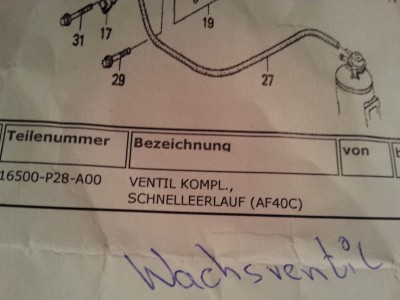 19
31
17
29
27
Teilenummer Bezeichnung von
16500-P28-A00 VENTIL KOMPL.,
SCHNELLEERLAUF (AF40C)
Wachsventil